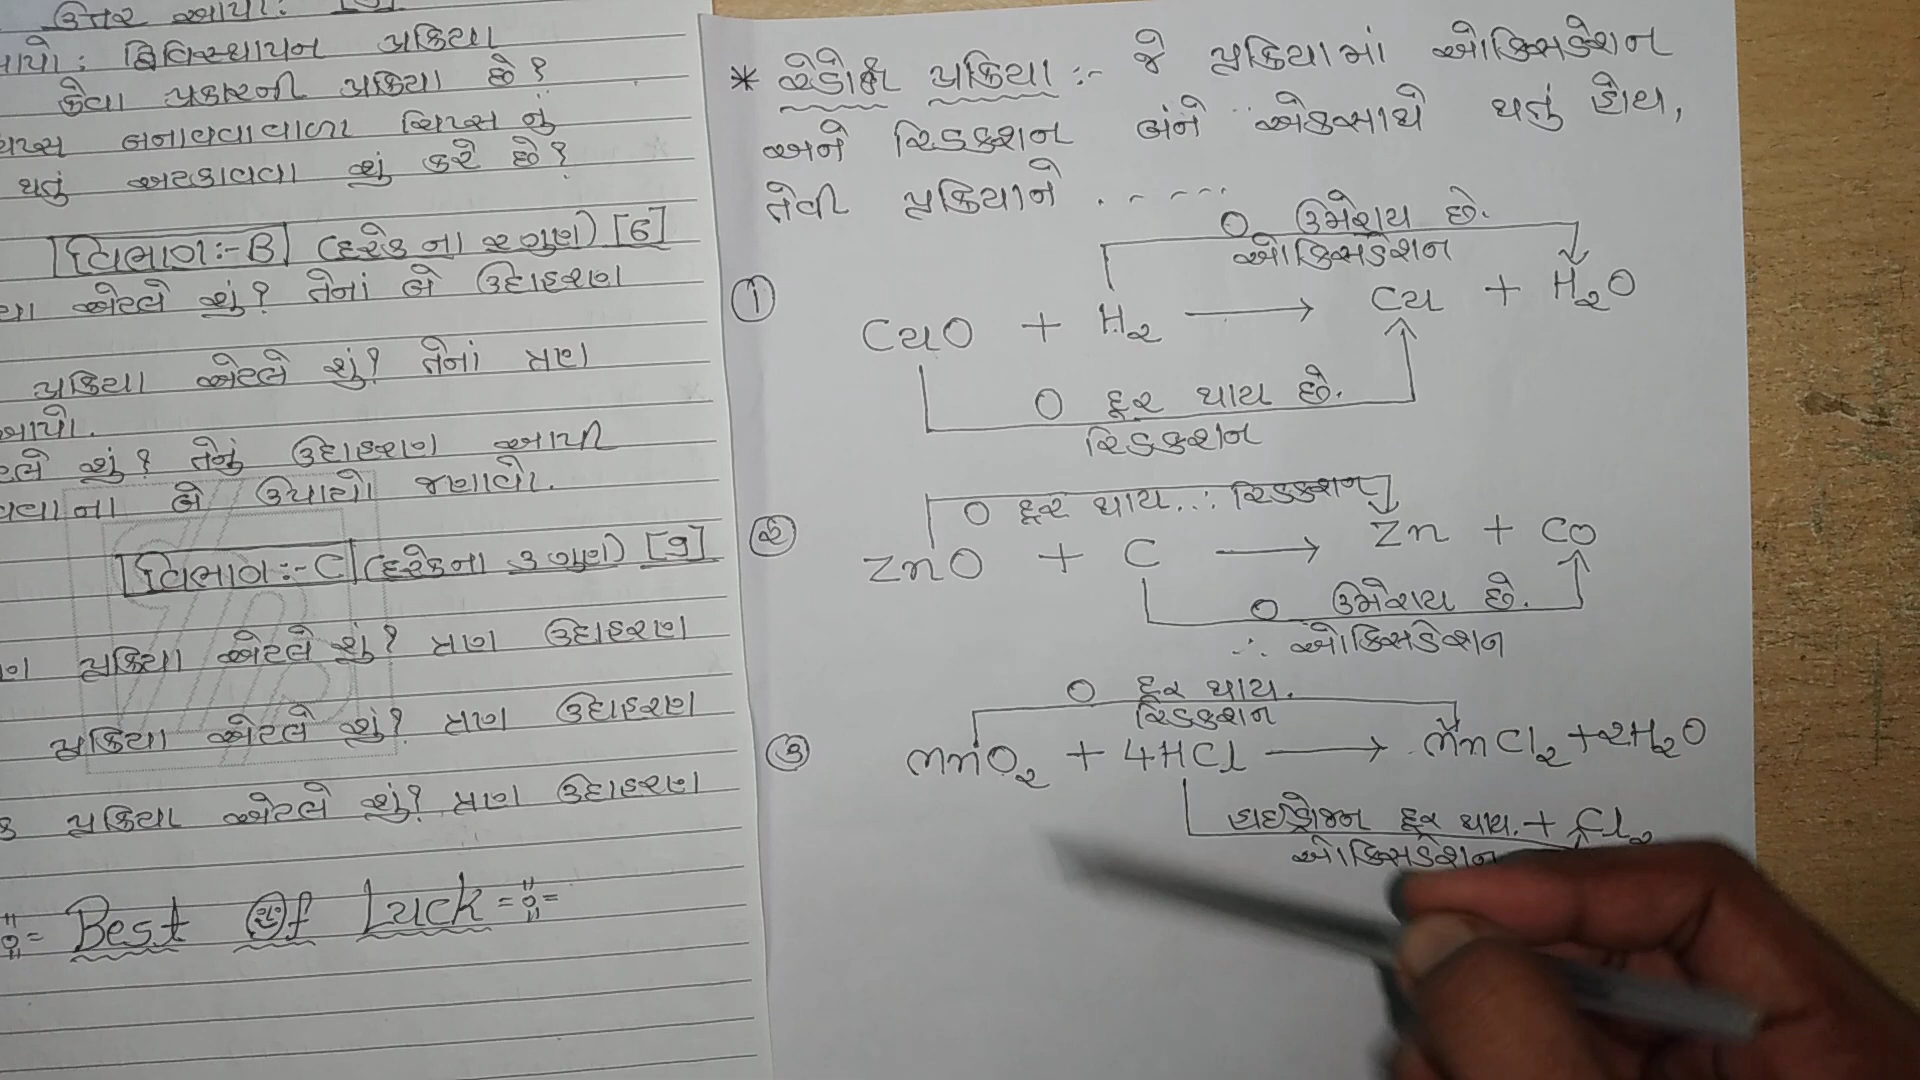 ઉત્તર આપો: [
આપો: દ્વિવિસ્થાપન પ્રક્રિયા
કેવા પ્રકારની પ્રક્રિયા છે?
બનાવવાવાળા ચિપ્સ નું
થતું અટકાવવા શું કરે છે?
વિભાગ:-B (દરેક ના ૨ ગુણ) [6]
એટલે શું? તેનાં બે ઉદાહરણ
પ્રક્રિયા એટલે શું? તેનાં ત્રણ
આપો.
શું? તેનું ઉદાહરણ આપી
બે ઉપાયો જણાવો.
વિભાગ:-C (દરેકના ૩ ગુણ) [9]
પ્રક્રિયા એટલે શું? ત્રણ ઉદાહરણ
પ્રક્રિયા એટલે શું? ત્રણ ઉદાહરણ
પ્રક્રિયા એટલે શું? ત્રણ ઉદાહરણ
Best Of Luck
* રેડોક્ષ પ્રક્રિયા :- જે પ્રક્રિયામાં ઓક્સિડેશન
અને રિડક્શન બંને એકસાથે થતું હોય,
તેવી પ્રક્રિયાને . - - - -
O ઉમેરાય છે.
ઓક્સિડેશન
① CuO + H₂ ⟶ Cu + H₂O
O દૂર થાય છે.
રિડક્શન
O દૂર થાય. ∴ રિડક્શન
② ZnO + C ⟶ Zn + CO
O ઉમેરાય છે.
∴ ઓક્સિડેશન
O દૂર થાય.
રિડક્શન
③ MnO₂ + 4HCl ⟶ MnCl₂ + 2H₂O
હાઈડ્રોજન દૂર થાય. + Cl₂
ઓક્સિડેશન